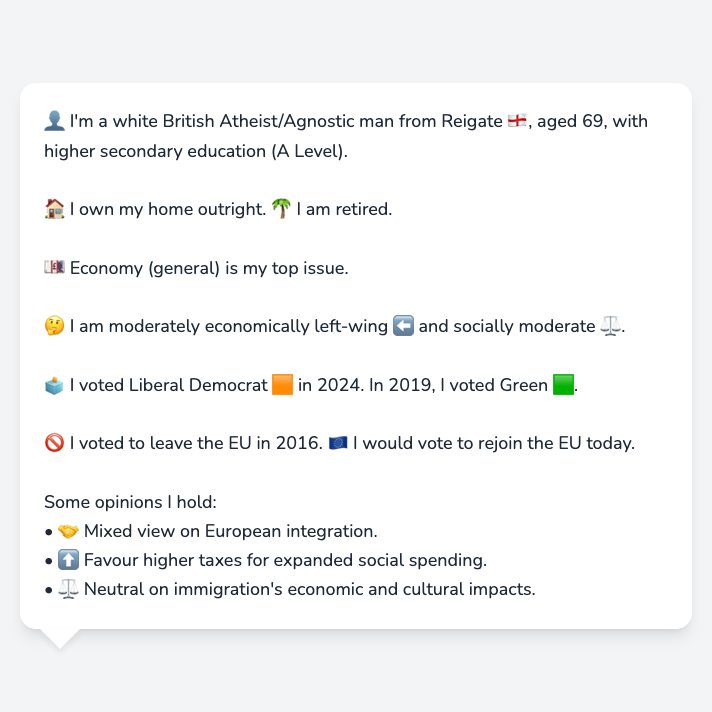 👤 I'm a white British Atheist/Agnostic man from Reigate 🏴󠁧󠁢󠁥󠁮󠁧󠁿, aged 69, with
higher secondary education (A Level).
🏠 I own my home outright. 🌴 I am retired.
💷 Economy (general) is my top issue.
🤔 I am moderately economically left-wing ⬅️ and socially moderate ⚖️.
🗳️ I voted Liberal Democrat 🟧 in 2024. In 2019, I voted Green 🟩.
🚫 I voted to leave the EU in 2016. 🇪🇺 I would vote to rejoin the EU today.
Some opinions I hold:
• 🤝 Mixed view on European integration.
• ⬆️ Favour higher taxes for expanded social spending.
• ⚖️ Neutral on immigration's economic and cultural impacts.